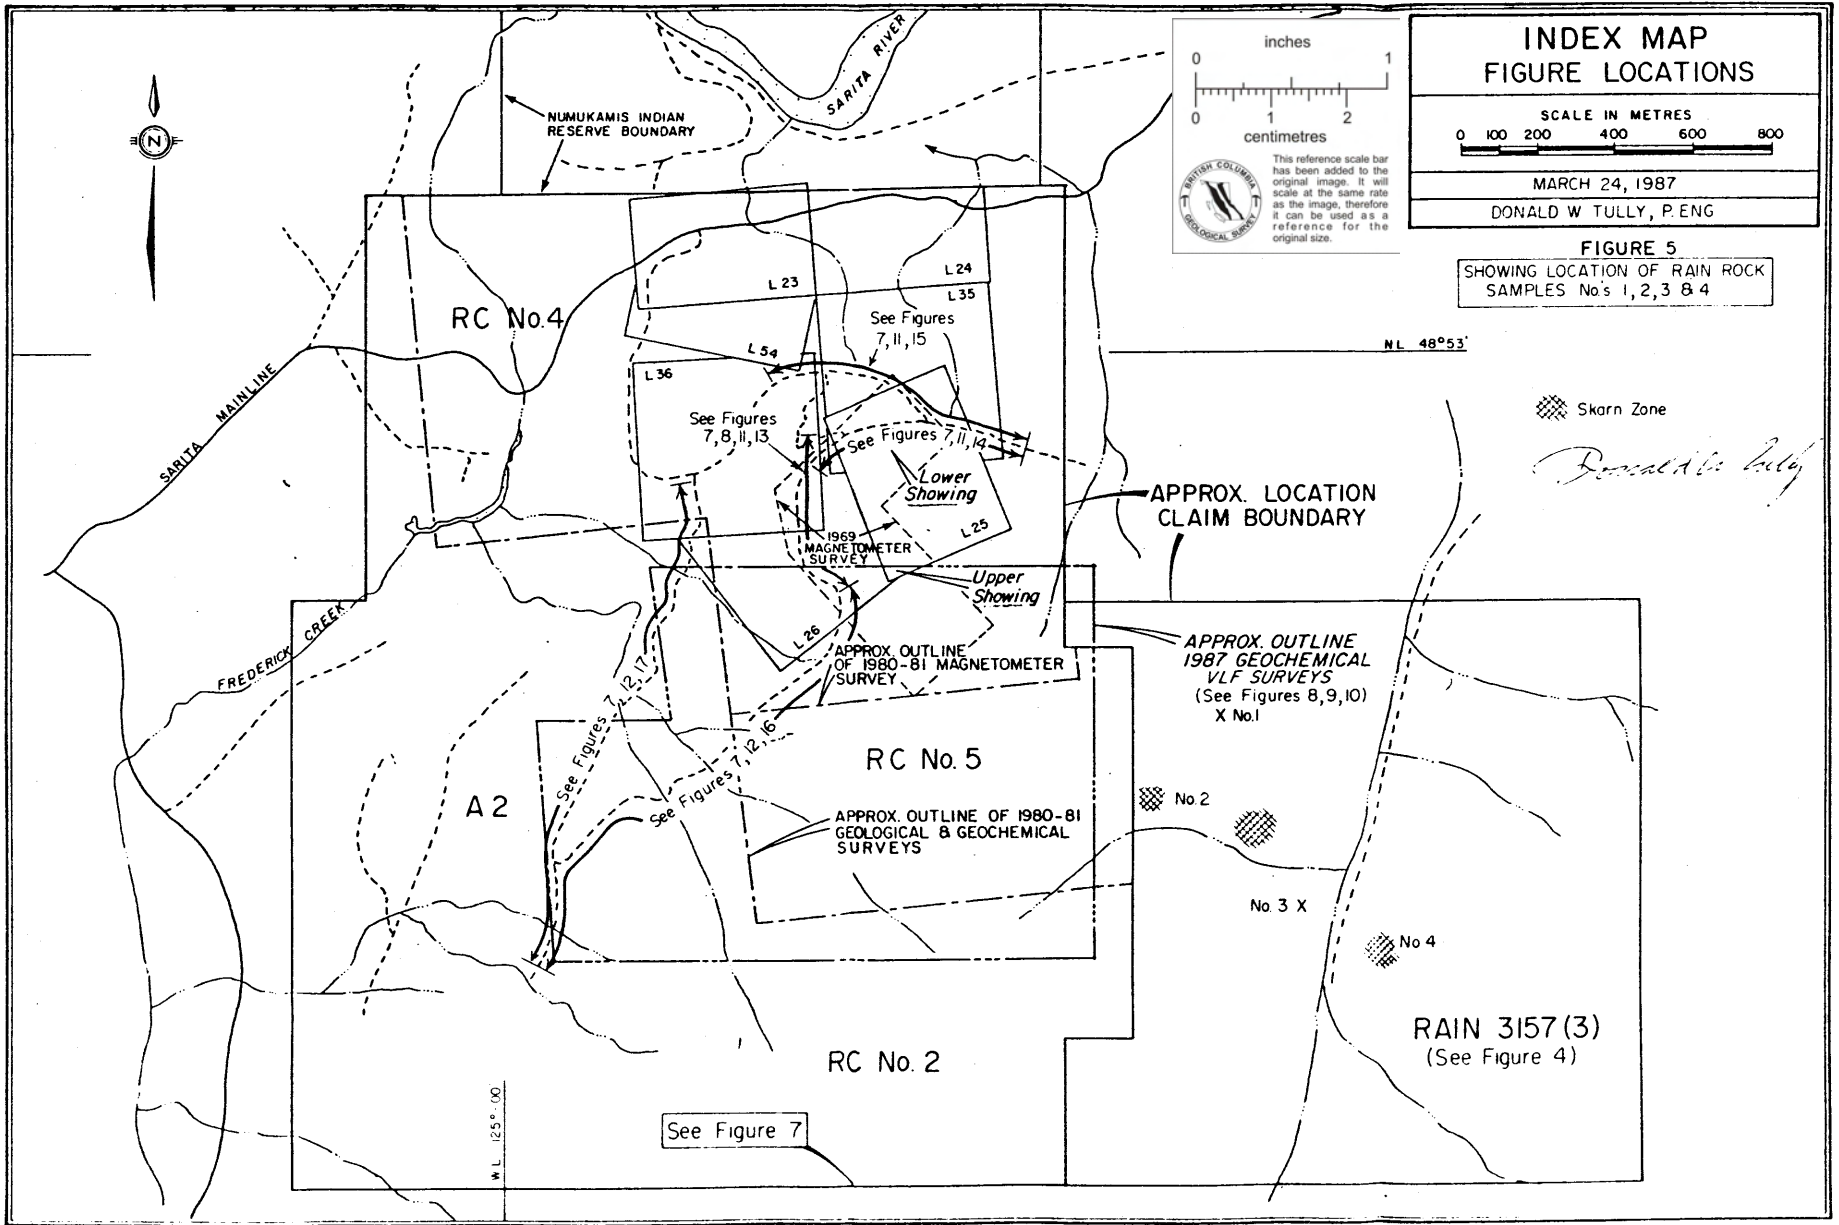 INDEX MAP
FIGURE LOCATIONS
SCALE IN METRES
0 100 200 400 600 800
MARCH 24, 1987
DONALD W TULLY, P. ENG
FIGURE 5
SHOWING LOCATION OF RAIN ROCK
SAMPLES No.'s 1, 2, 3 & 4
inches
0 1
0 1 2
centimetres
This reference scale bar
has been added to the
original image. It will
scale at the same rate
as the image, therefore
it can be used as a
reference for the
original size.
BRITISH COLUMBIA
GEOLOGICAL SURVEY
N
SARITA RIVER
NUMUKAMIS INDIAN
RESERVE BOUNDARY
RC No. 4
L 23
L 24
L 35
See Figures
7, 11, 15
L 54
L 36
NL 48°53'
Skarn Zone
SARITA MAINLINE
See Figures
7, 8, 11, 13
See Figures 7, 11, 14
Lower
Showing
L 25
APPROX. LOCATION
CLAIM BOUNDARY
1969
MAGNETOMETER
SURVEY
Upper
Showing
L 26
FREDERICK CREEK
APPROX. OUTLINE
OF 1980-81 MAGNETOMETER
SURVEY
APPROX. OUTLINE
1987 GEOCHEMICAL
VLF SURVEYS
(See Figures 8, 9, 10)
X No. 1
See Figures 7, 12, 17
See Figures 7, 12, 16
RC No. 5
A 2
No. 2
APPROX. OUTLINE OF 1980-81
GEOLOGICAL & GEOCHEMICAL
SURVEYS
No. 3 X
No 4
RAIN 3157 (3)
(See Figure 4)
RC No. 2
WL 125°-00
See Figure 7